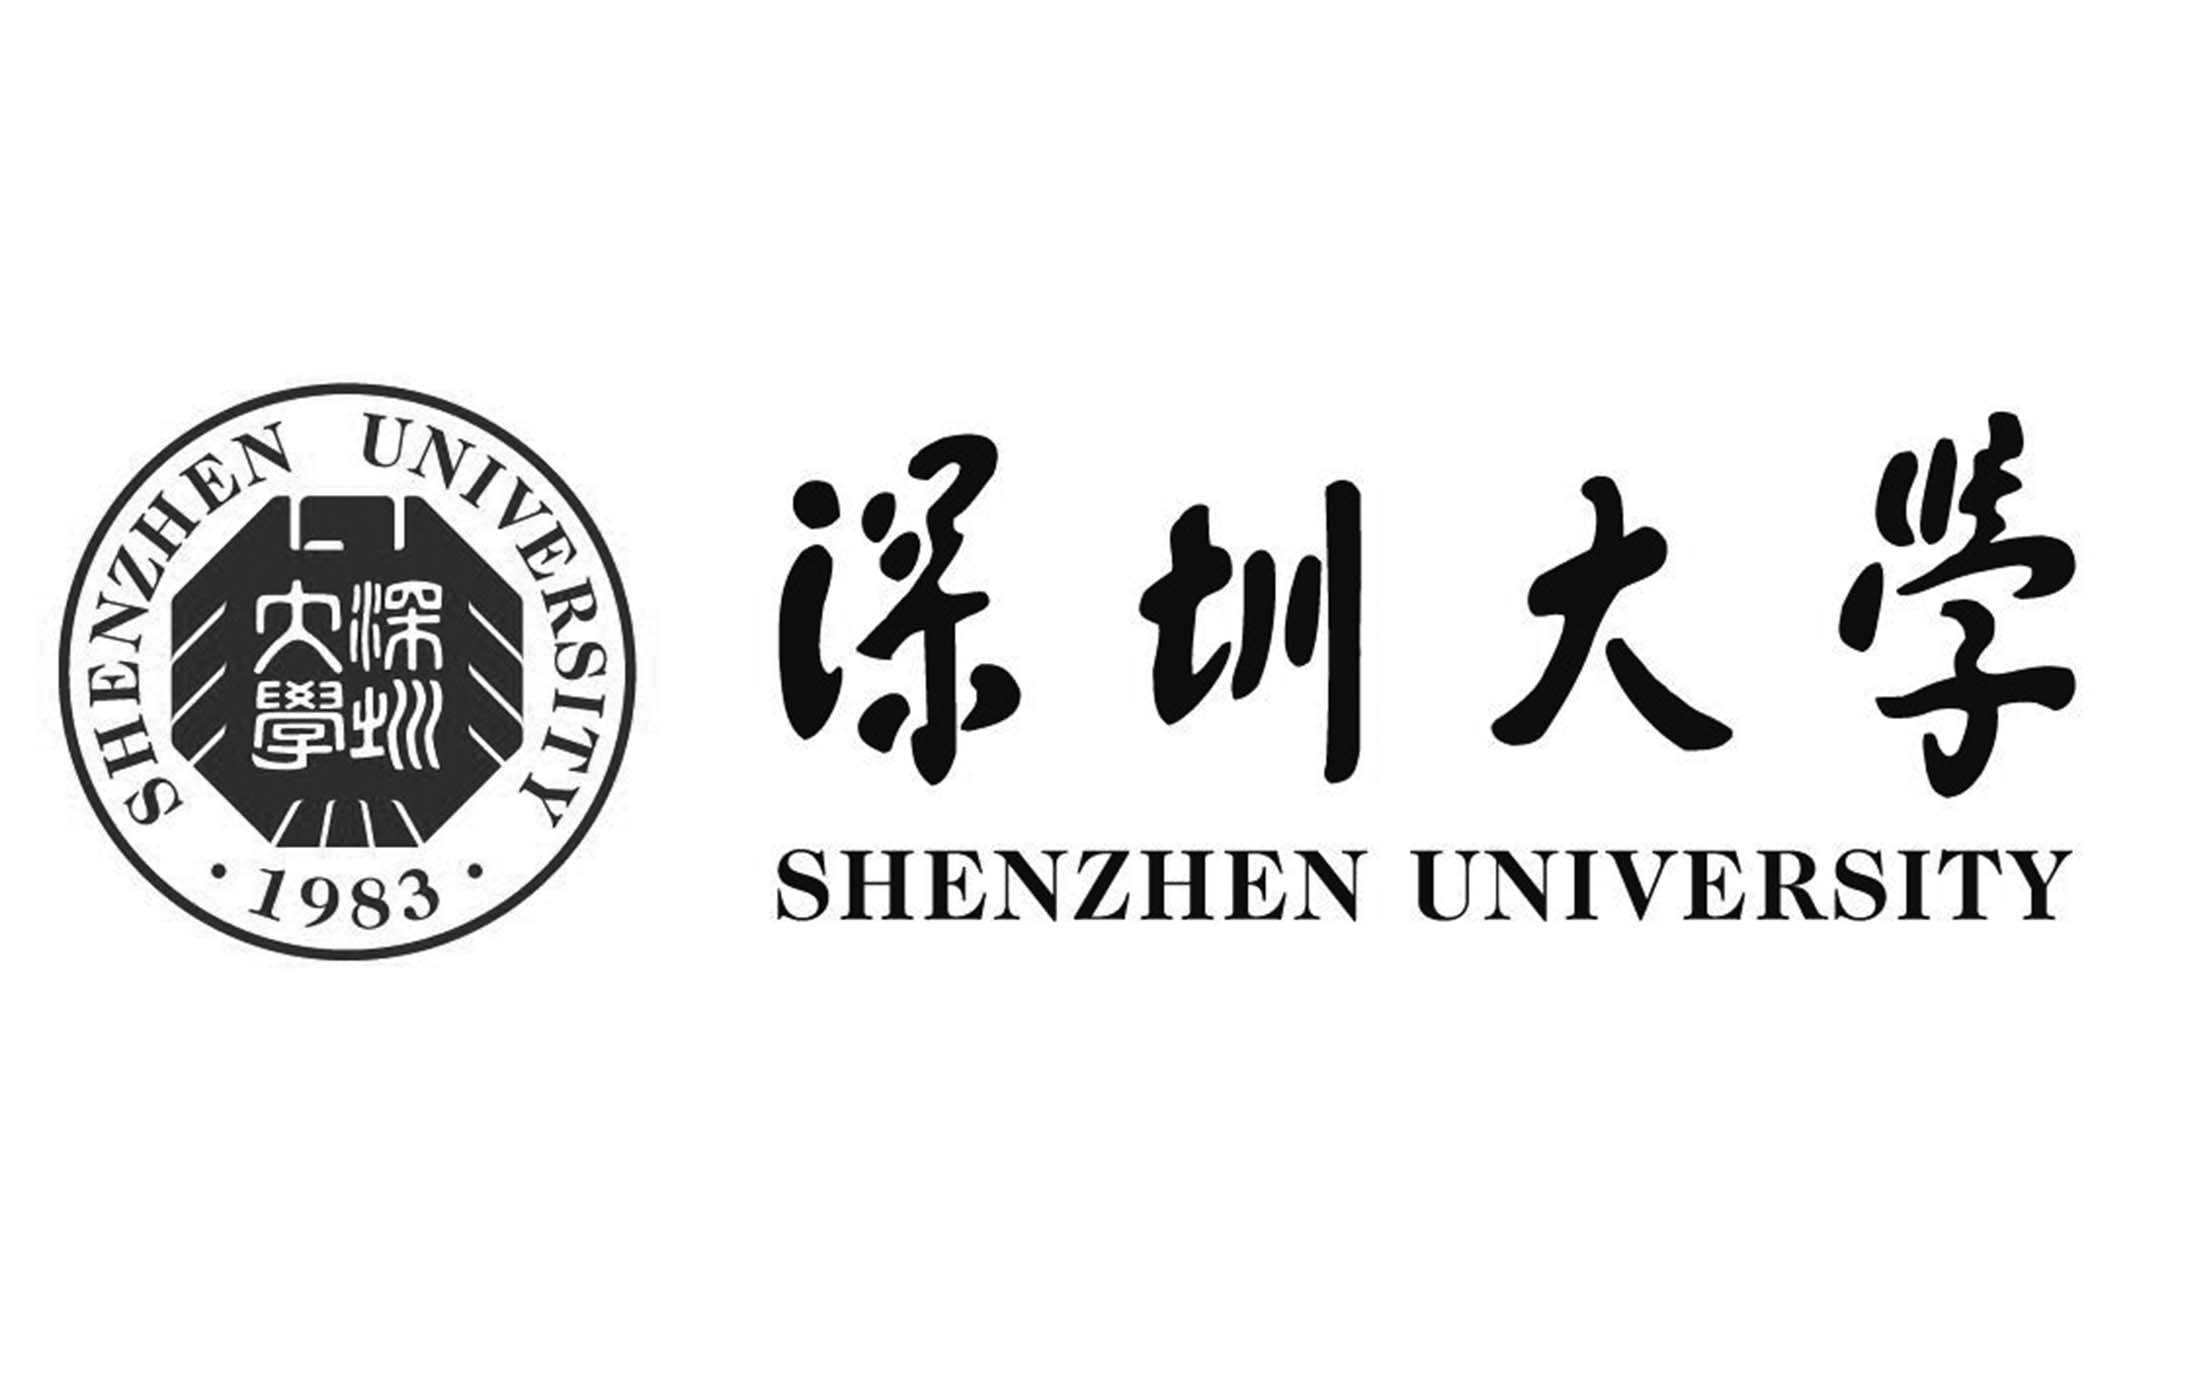 SHENZHEN UNIVERSITY
深圳
大學
·1983·
深圳大学
SHENZHEN UNIVERSITY